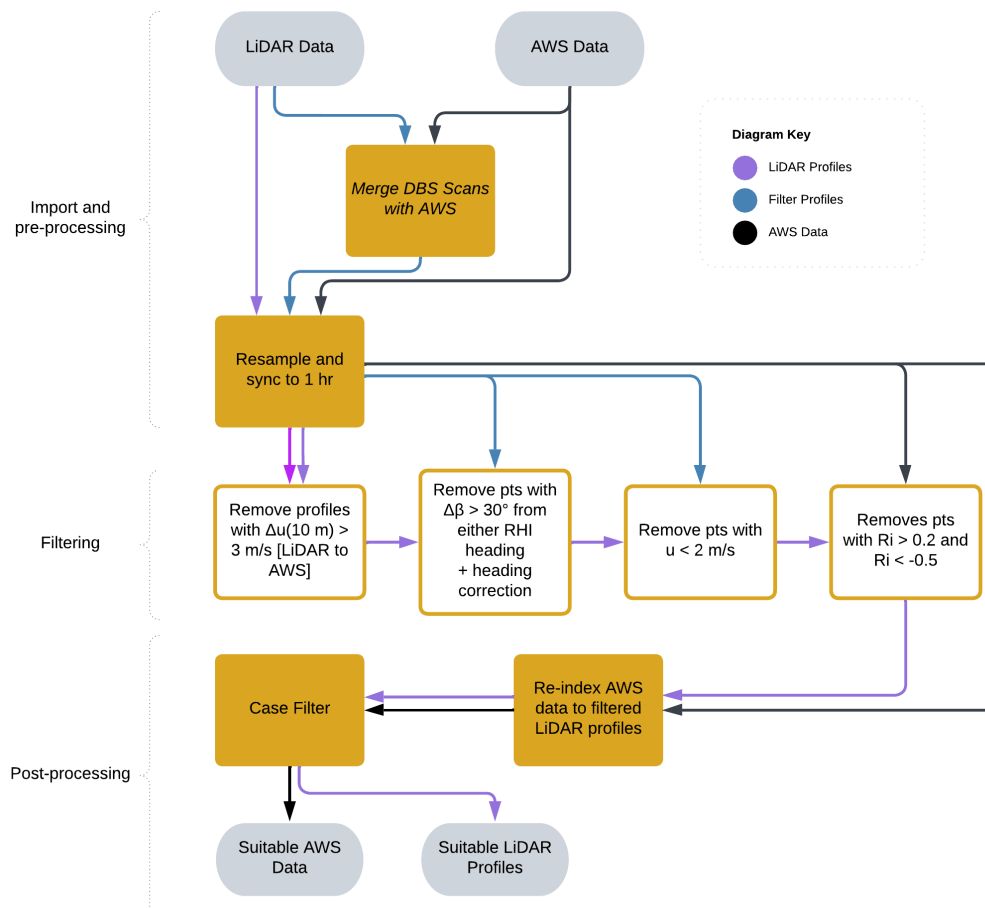 LiDAR Data
AWS Data
Diagram Key
LiDAR Profiles
Filter Profiles
AWS Data
Import and
pre-processing
Merge DBS Scans
with AWS
Resample and
sync to 1 hr
Filtering
Remove profiles
with Δu(10 m) >
3 m/s [LiDAR to
AWS]
Remove pts with
Δβ > 30° from
either RHI
heading
+ heading
correction
Remove pts with
u < 2 m/s
Removes pts
with Ri > 0.2 and
Ri < -0.5
Post-processing
Case Filter
Re-index AWS
data to filtered
LiDAR profiles
Suitable AWS
Data
Suitable LiDAR
Profiles